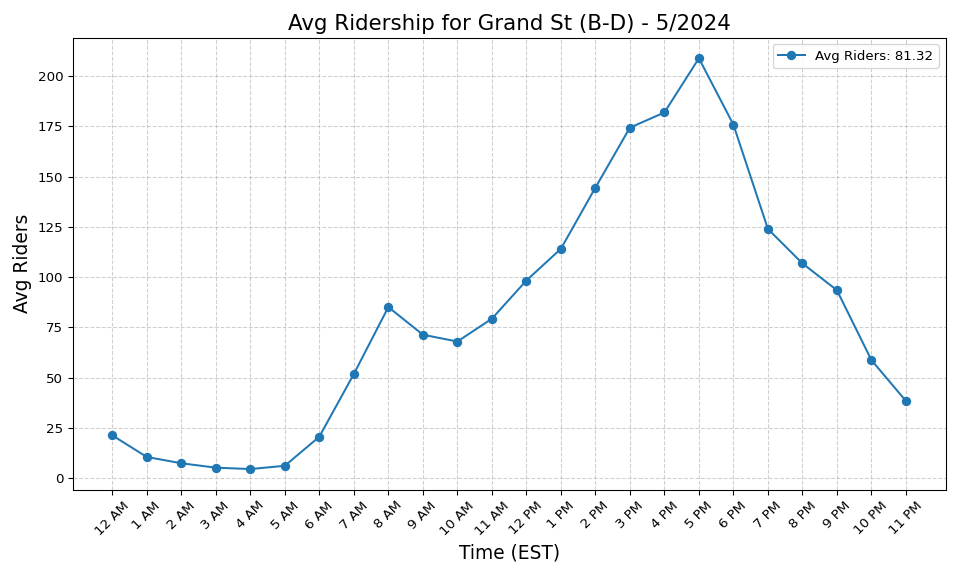 Avg Ridership for Grand St (B-D) - 5/2024
Avg Riders: 81.32
Avg Riders
200
175
150
125
100
75
50
25
0
12 AM
1 AM
2 AM
3 AM
4 AM
5 AM
6 AM
7 AM
8 AM
9 AM
10 AM
11 AM
12 PM
1 PM
2 PM
3 PM
4 PM
5 PM
6 PM
7 PM
8 PM
9 PM
10 PM
11 PM
Time (EST)